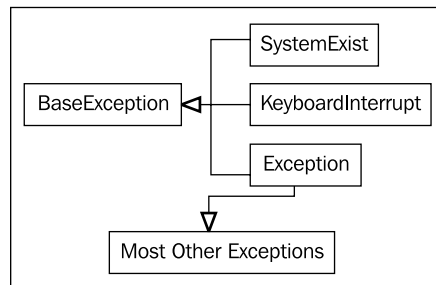 SystemExist
BaseException
KeyboardInterrupt
Exception
Most Other Exceptions